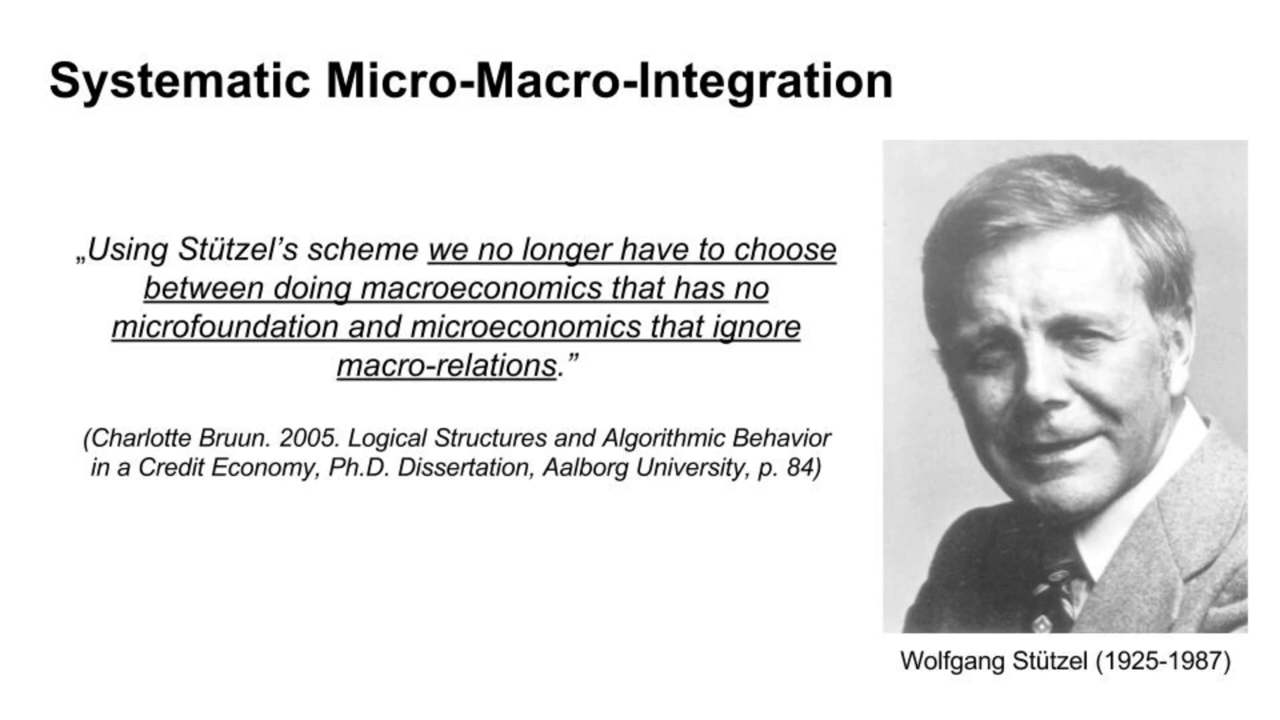 Systematic Micro-Macro-Integration
„Using Stützel’s scheme we no longer have to choose
between doing macroeconomics that has no
microfoundation and microeconomics that ignore
macro-relations.”
(Charlotte Bruun. 2005. Logical Structures and Algorithmic Behavior
in a Credit Economy, Ph.D. Dissertation, Aalborg University, p. 84)
Wolfgang Stützel (1925-1987)